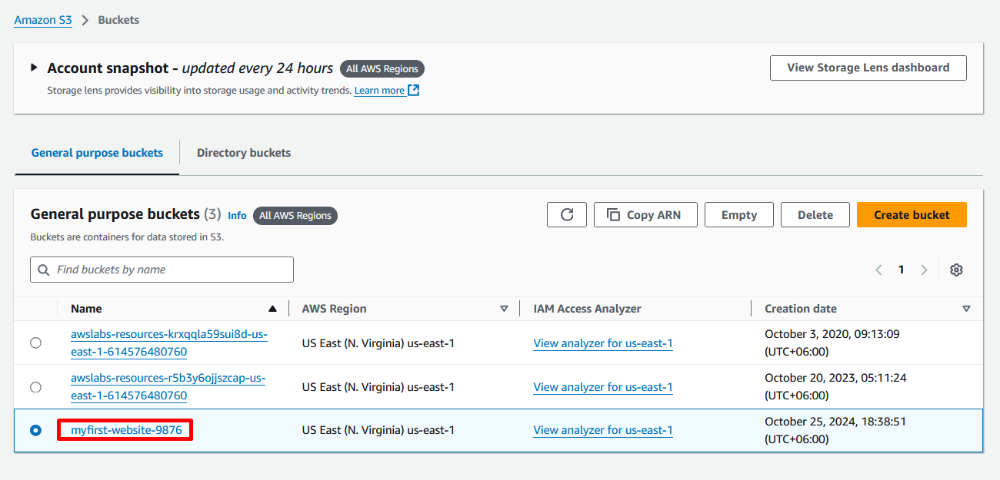 Amazon S3 > Buckets
Account snapshot - updated every 24 hours All AWS Regions View Storage Lens dashboard
Storage lens provides visibility into storage usage and activity trends. Learn more
General purpose buckets Directory buckets
General purpose buckets (3) Info All AWS Regions Copy ARN Empty Delete Create bucket
Buckets are containers for data stored in S3.
Find buckets by name 1
Name AWS Region IAM Access Analyzer Creation date
awslabs-resources-krxqqla59sui8d-us-
east-1-614576480760
US East (N. Virginia) us-east-1
View analyzer for us-east-1
October 3, 2020, 09:13:09
(UTC+06:00)
awslabs-resources-r5b3y6ojjszcap-us-
east-1-614576480760
US East (N. Virginia) us-east-1
View analyzer for us-east-1
October 20, 2023, 05:11:24
(UTC+06:00)
myfirst-website-9876
US East (N. Virginia) us-east-1
View analyzer for us-east-1
October 25, 2024, 18:38:51
(UTC+06:00)